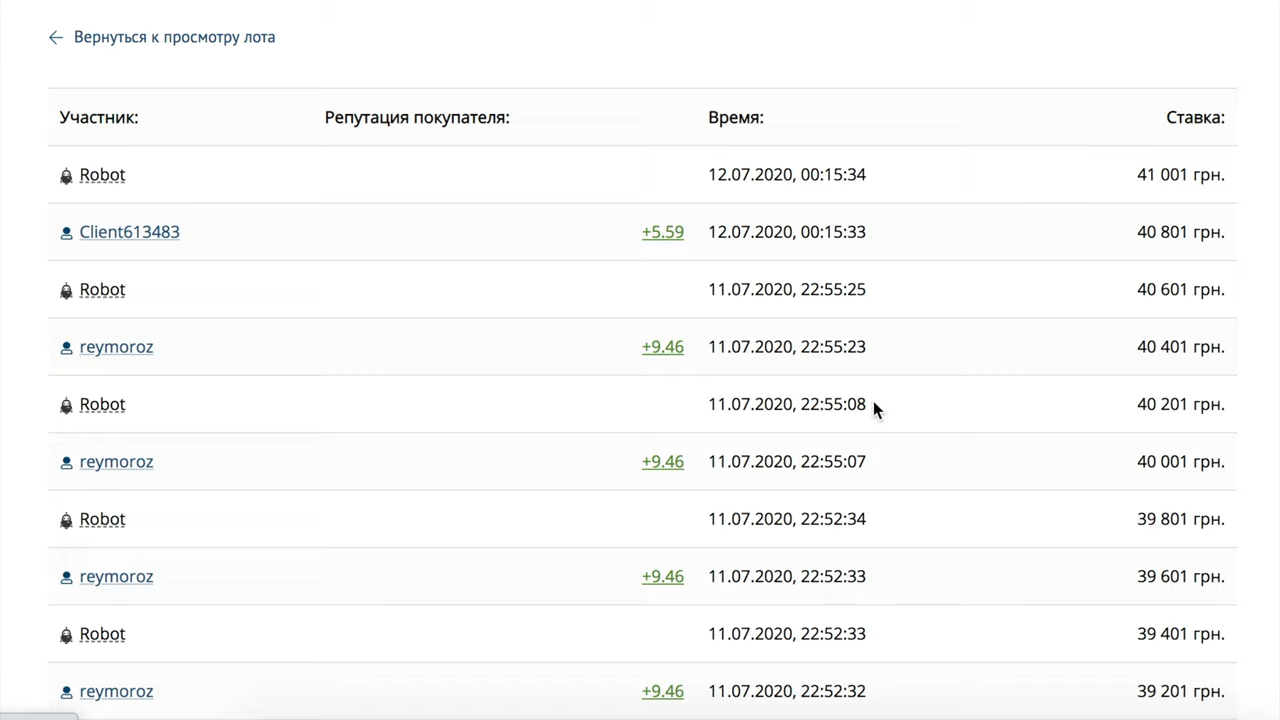 Вернуться к просмотру лота
Участник: Репутация покупателя: Время: Ставка:
Robot 12.07.2020, 00:15:34 41 001 грн.
Client613483 +5.59 12.07.2020, 00:15:33 40 801 грн.
Robot 11.07.2020, 22:55:25 40 601 грн.
reymoroz +9.46 11.07.2020, 22:55:23 40 401 грн.
Robot 11.07.2020, 22:55:08 40 201 грн.
reymoroz +9.46 11.07.2020, 22:55:07 40 001 грн.
Robot 11.07.2020, 22:52:34 39 801 грн.
reymoroz +9.46 11.07.2020, 22:52:33 39 601 грн.
Robot 11.07.2020, 22:52:33 39 401 грн.
reymoroz +9.46 11.07.2020, 22:52:32 39 201 грн.